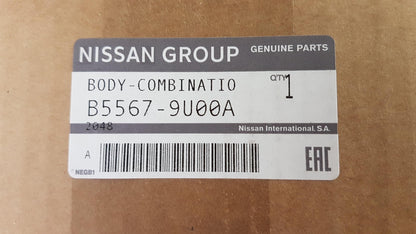 NISSAN GROUP GENUINE PARTS
BODY-COMBINATIO QTY 1
B5567-9U00A
2048 Nissan International. S.A.
A
NEGB1 EAC